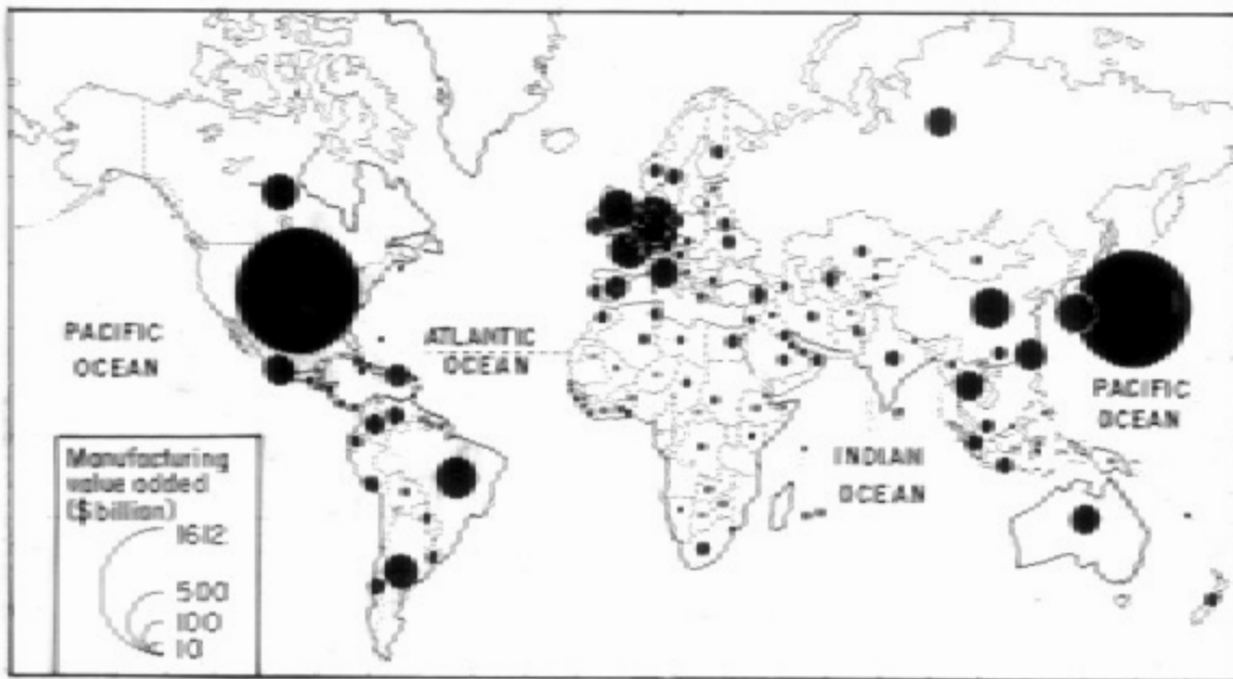 PACIFIC
OCEAN
ATLANTIC
OCEAN
INDIAN
OCEAN
PACIFIC
OCEAN
Manufacturing
value added
($ billion)
1612
500
100
10